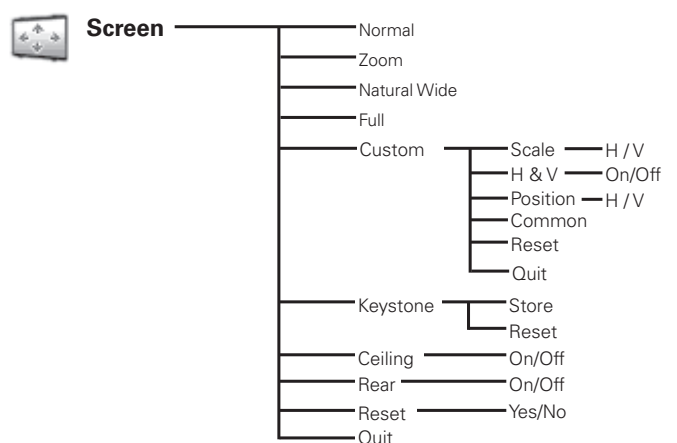 Screen Normal
Zoom
Natural Wide
Full
Custom Scale H / V
H & V On/Off
Position H / V
Common
Reset
Quit
Keystone Store
Reset
Ceiling On/Off
Rear On/Off
Reset Yes/No
Quit